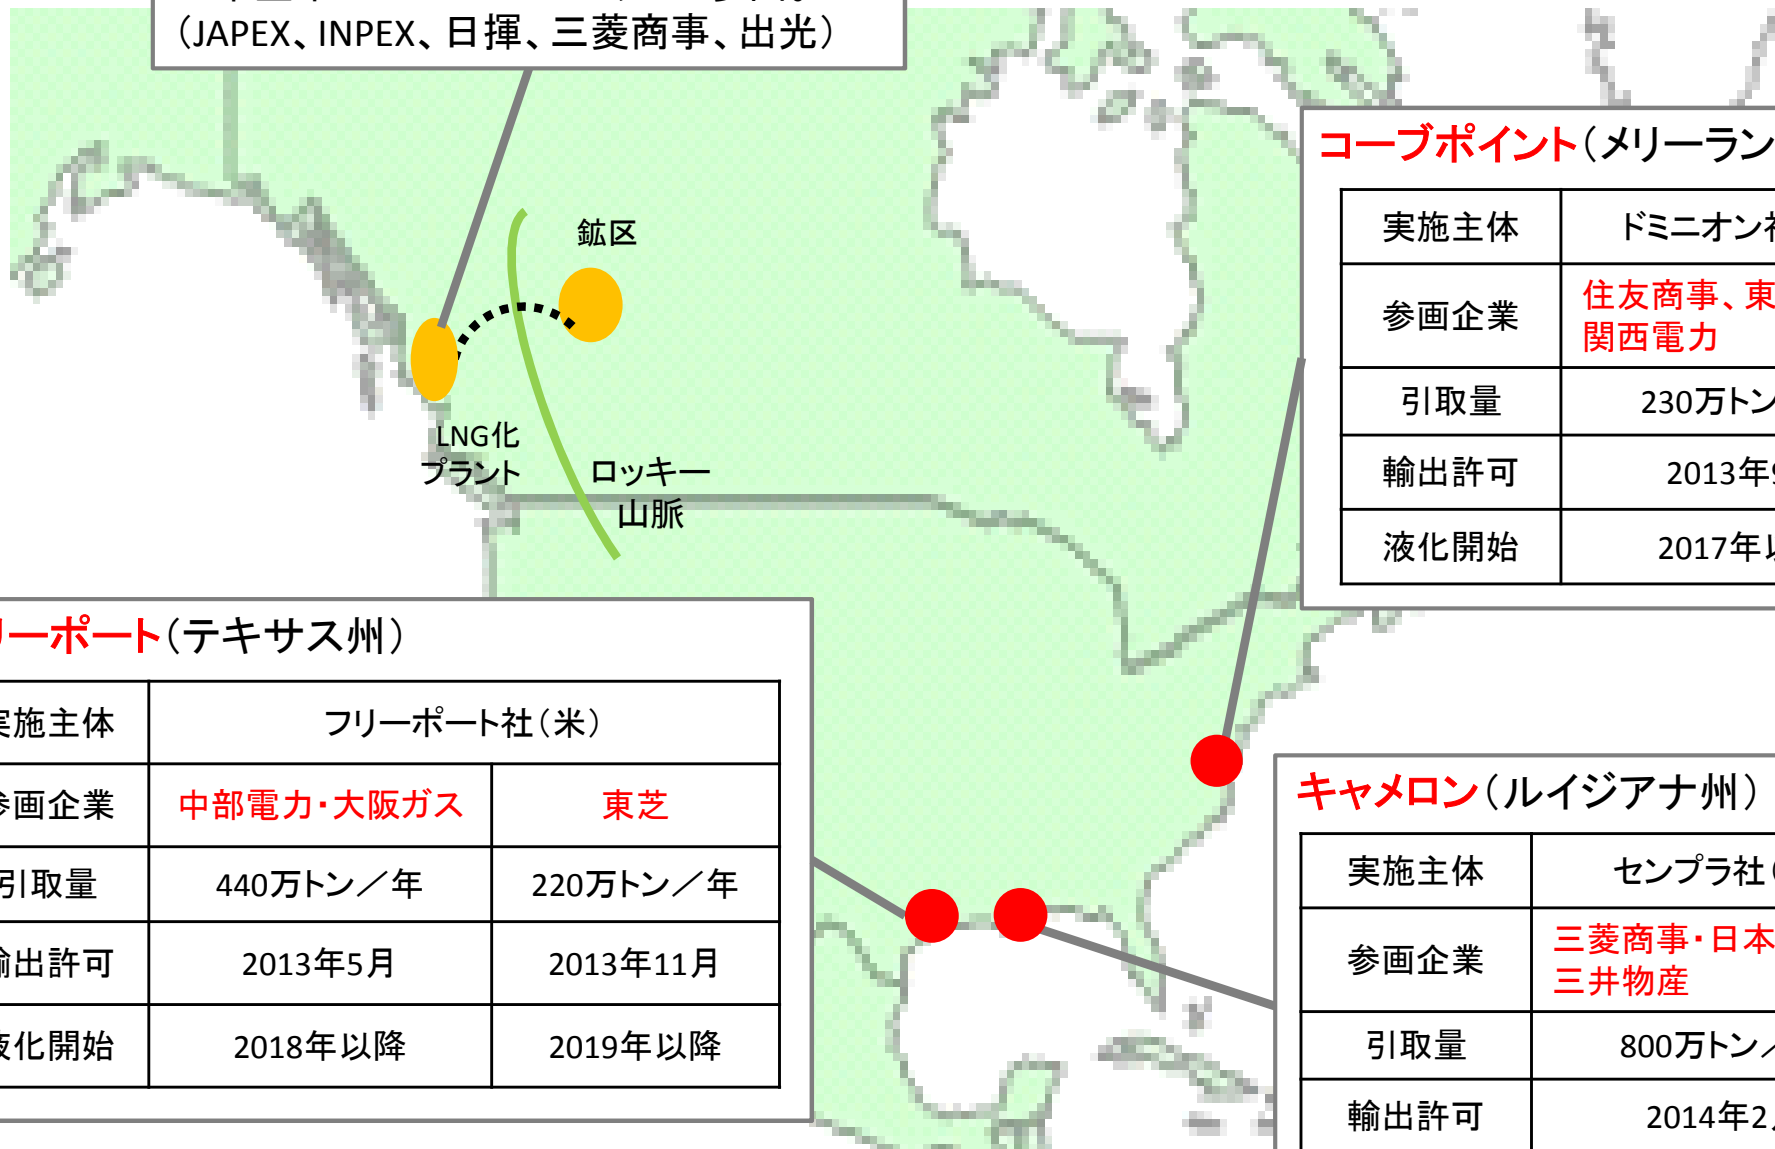 （JAPEX、INPEX、日揮、三菱商事、出光）
鉱区
LNG化
プラント
ロッキー
山脈
コーブポイント（メリーラン
実施主体 ドミニオン
参画企業 住友商事、東
関西電力
引取量 230万トン
輸出許可 2013年
液化開始 2017年
リーポート（テキサス州）
実施主体 フリーポート社（米）
参画企業 中部電力・大阪ガス 東芝
引取量 440万トン／年 220万トン／年
輸出許可 2013年5月 2013年11月
液化開始 2018年以降 2019年以降
キャメロン（ルイジアナ州）
実施主体 センプラ社（
参画企業 三菱商事・日本
三井物産
引取量 800万トン／
輸出許可 2014年2